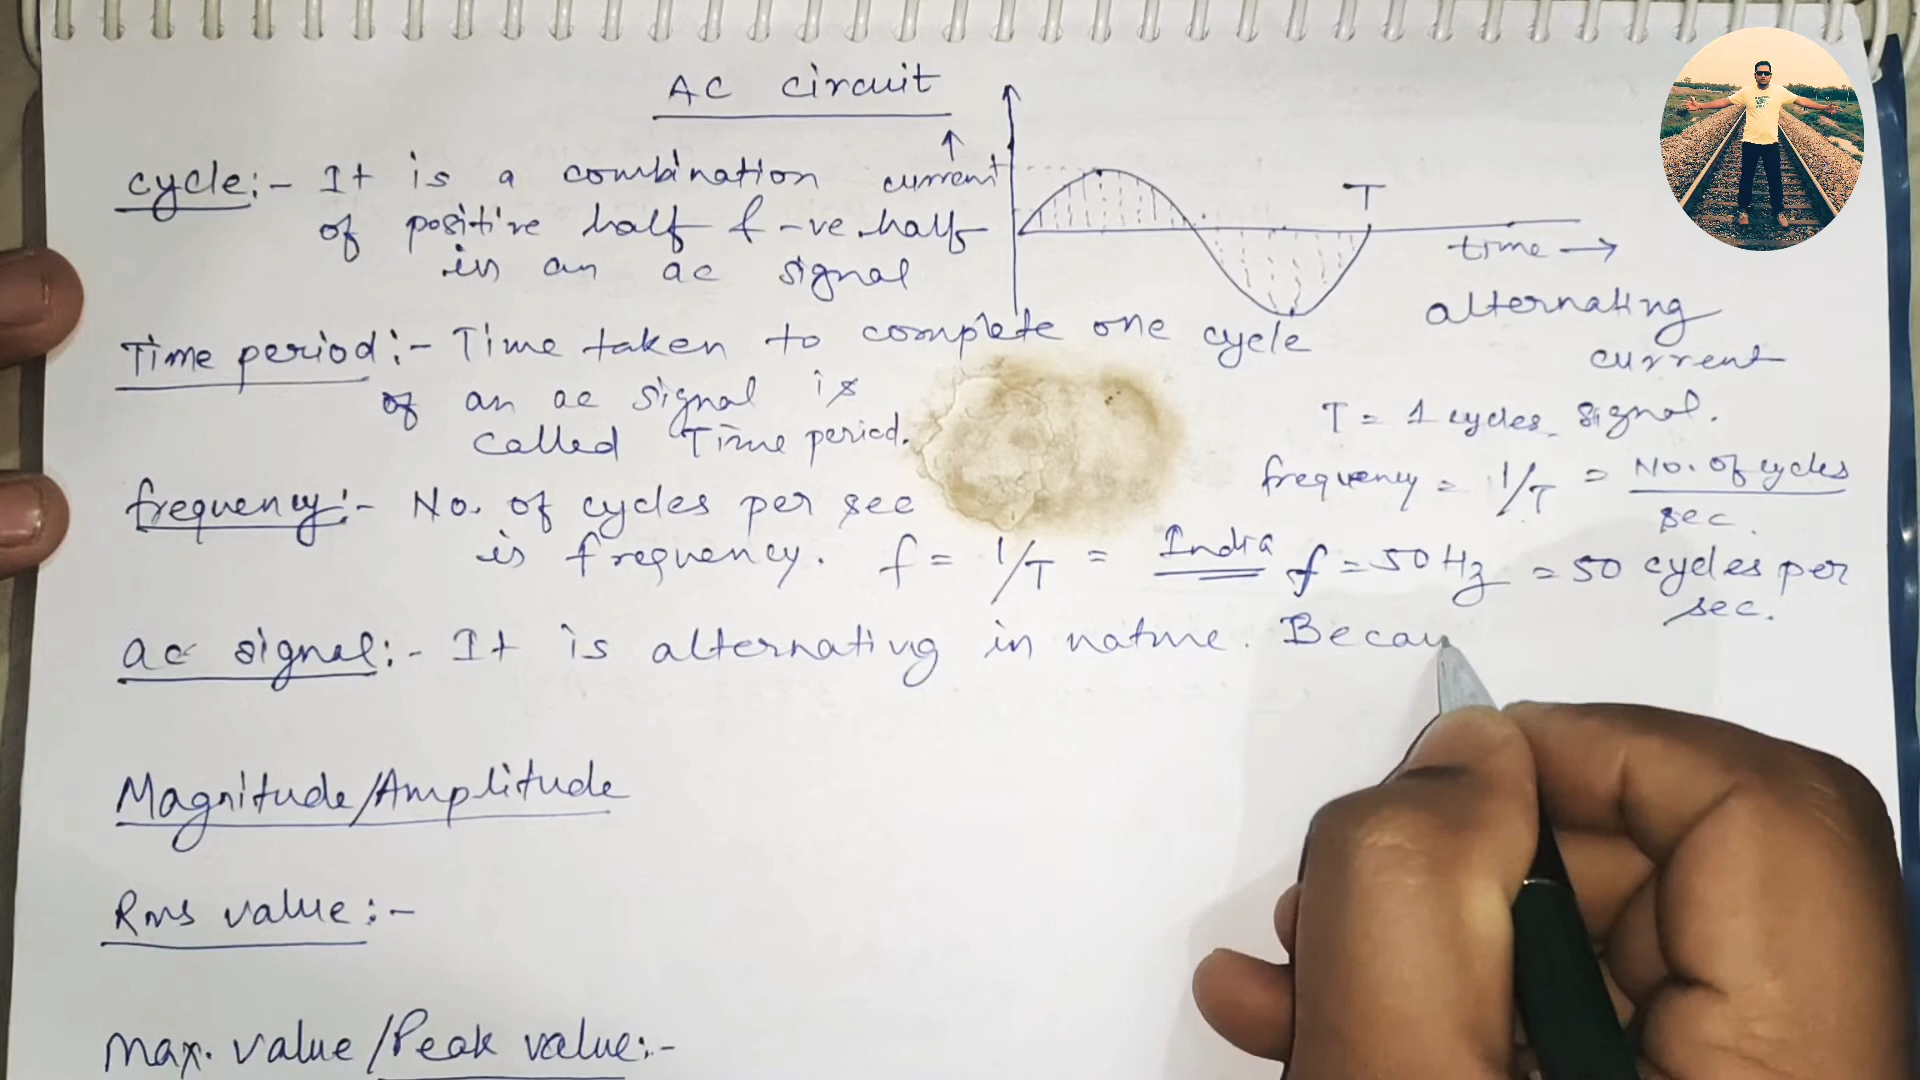 AC circuit
cycle:- It is a combination
of positive half & -ve half
in an ac signal
current
T
time →
alternating
current
Time period:- Time taken to complete one cycle
of an ac signal is
called Time period.
T = 1 cycles signal.
frequency = 1/T = No. of cycles
sec.
frequency:- No. of cycles per sec
is frequency. f = 1/T = India f = 50 Hz = 50 cycles per
sec.
ac signal:- It is alternating in nature. Becau
Magnitude/Amplitude
Rms value:-
Max. value/Peak value:-